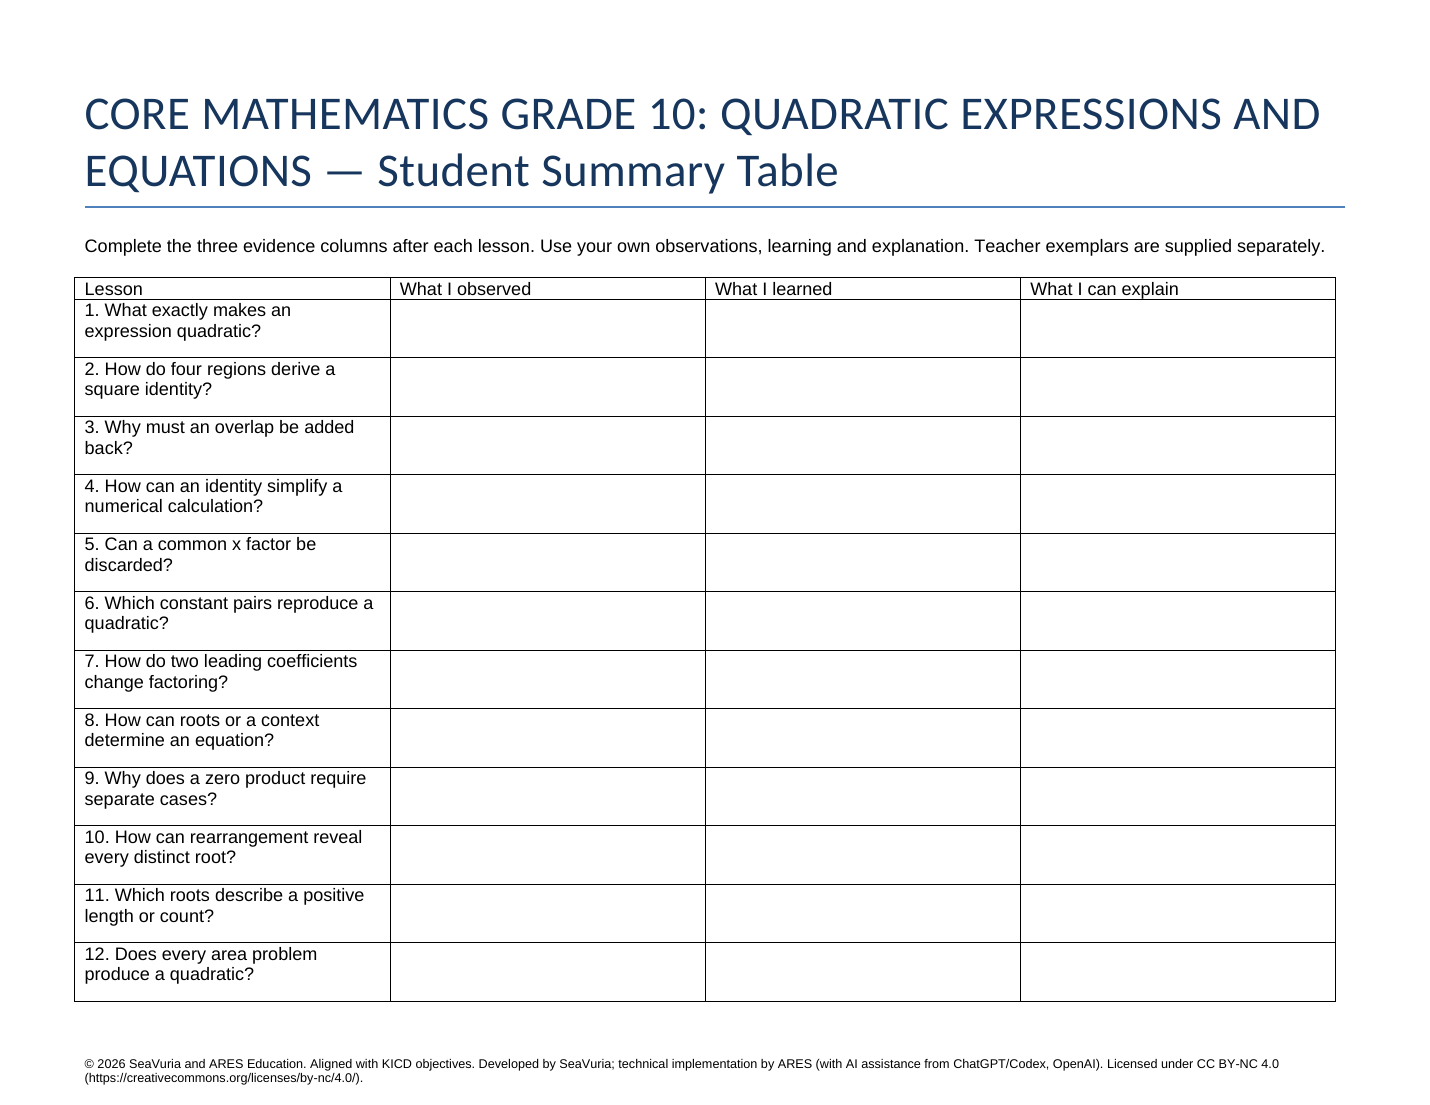 CORE MATHEMATICS GRADE 10: QUADRATIC EXPRESSIONS AND
EQUATIONS — Student Summary Table
Complete the three evidence columns after each lesson. Use your own observations, learning and explanation. Teacher exemplars are supplied separately.
Lesson What I observed What I learned What I can explain
1. What exactly makes an
expression quadratic?
2. How do four regions derive a
square identity?
3. Why must an overlap be added
back?
4. How can an identity simplify a
numerical calculation?
5. Can a common x factor be
discarded?
6. Which constant pairs reproduce a
quadratic?
7. How do two leading coefficients
change factoring?
8. How can roots or a context
determine an equation?
9. Why does a zero product require
separate cases?
10. How can rearrangement reveal
every distinct root?
11. Which roots describe a positive
length or count?
12. Does every area problem
produce a quadratic?
© 2026 SeaVuria and ARES Education. Aligned with KICD objectives. Developed by SeaVuria; technical implementation by ARES (with AI assistance from ChatGPT/Codex, OpenAI). Licensed under CC BY-NC 4.0
(https://creativecommons.org/licenses/by-nc/4.0/).